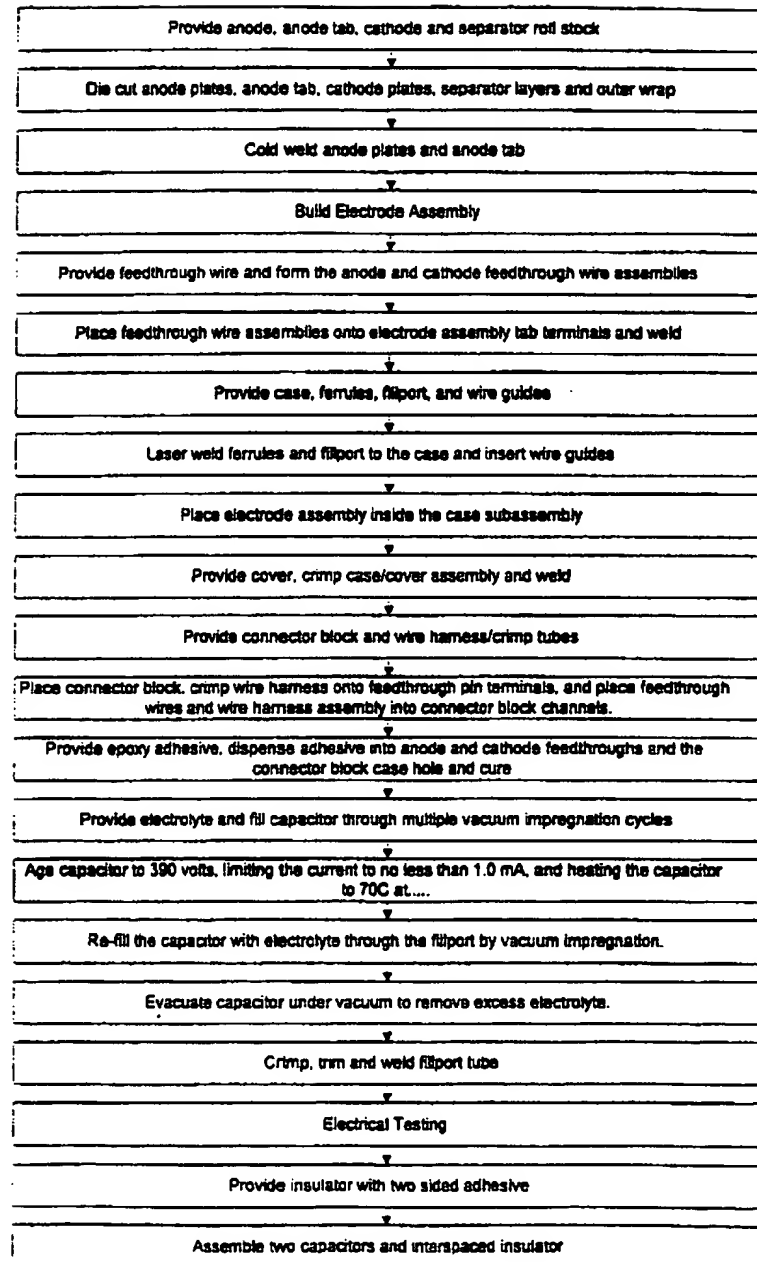 Provide anode, anode tab, cathode and separator roll stock
Die cut anode plates, anode tab, cathode plates, separator layers and outer wrap
Cold weld anode plates and anode tab
Build Electrode Assembly
Provide feedthrough wire and form the anode and cathode feedthrough wire assemblies
Place feedthrough wire assemblies onto electrode assembly tab terminals and weld
Provide case, ferrules, fillport, and wire guides
Laser weld ferrules and fillport to the case and insert wire guides
Place electrode assembly inside the case subassembly
Provide cover, crimp case/cover assembly and weld
Provide connector block and wire harness/crimp tubes
Place connector block, crimp wire harness onto feedthrough pin terminals, and place feedthrough
wires and wire harness assembly into connector block channels.
Provide epoxy adhesive, dispense adhesive into anode and cathode feedthroughs and the
connector block case hole and cure
Provide electrolyte and fill capacitor through multiple vacuum impregnation cycles
Age capacitor to 390 volts, limiting the current to no less than 1.0 mA, and heating the capacitor
to 70C at.....
Re-fill the capacitor with electrolyte through the fillport by vacuum impregnation.
Evacuate capacitor under vacuum to remove excess electrolyte.
Crimp, trim and weld fillport tube
Electrical Testing
Provide insulator with two sided adhesive
Assemble two capacitors and interspaced insulator